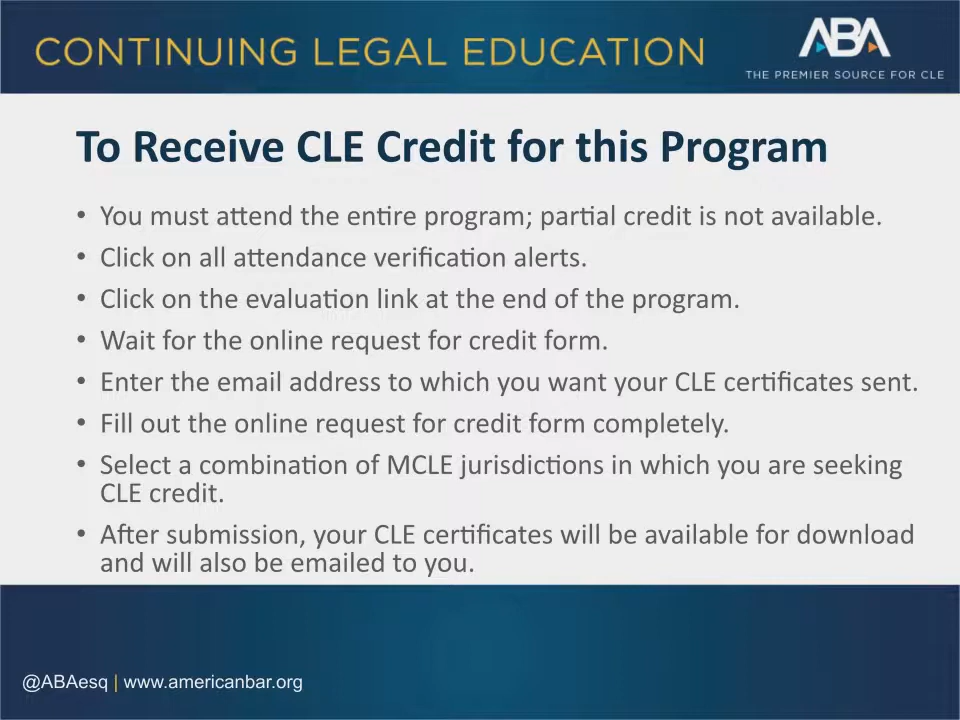 CONTINUING LEGAL EDUCATION
ABA
THE PREMIER SOURCE FOR CLE
To Receive CLE Credit for this Program
• You must attend the entire program; partial credit is not available.
• Click on all attendance verification alerts.
• Click on the evaluation link at the end of the program.
• Wait for the online request for credit form.
• Enter the email address to which you want your CLE certificates sent.
• Fill out the online request for credit form completely.
• Select a combination of MCLE jurisdictions in which you are seeking
CLE credit.
• After submission, your CLE certificates will be available for download
and will also be emailed to you.
@ABAesq | www.americanbar.org